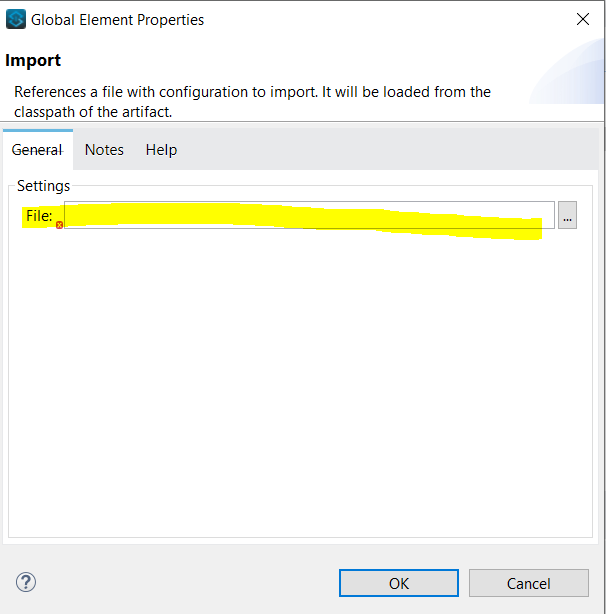 Global Element Properties
Import
References a file with configuration to import. It will be loaded from the
classpath of the artifact.
General Notes Help
Settings
File: ...
? OK Cancel